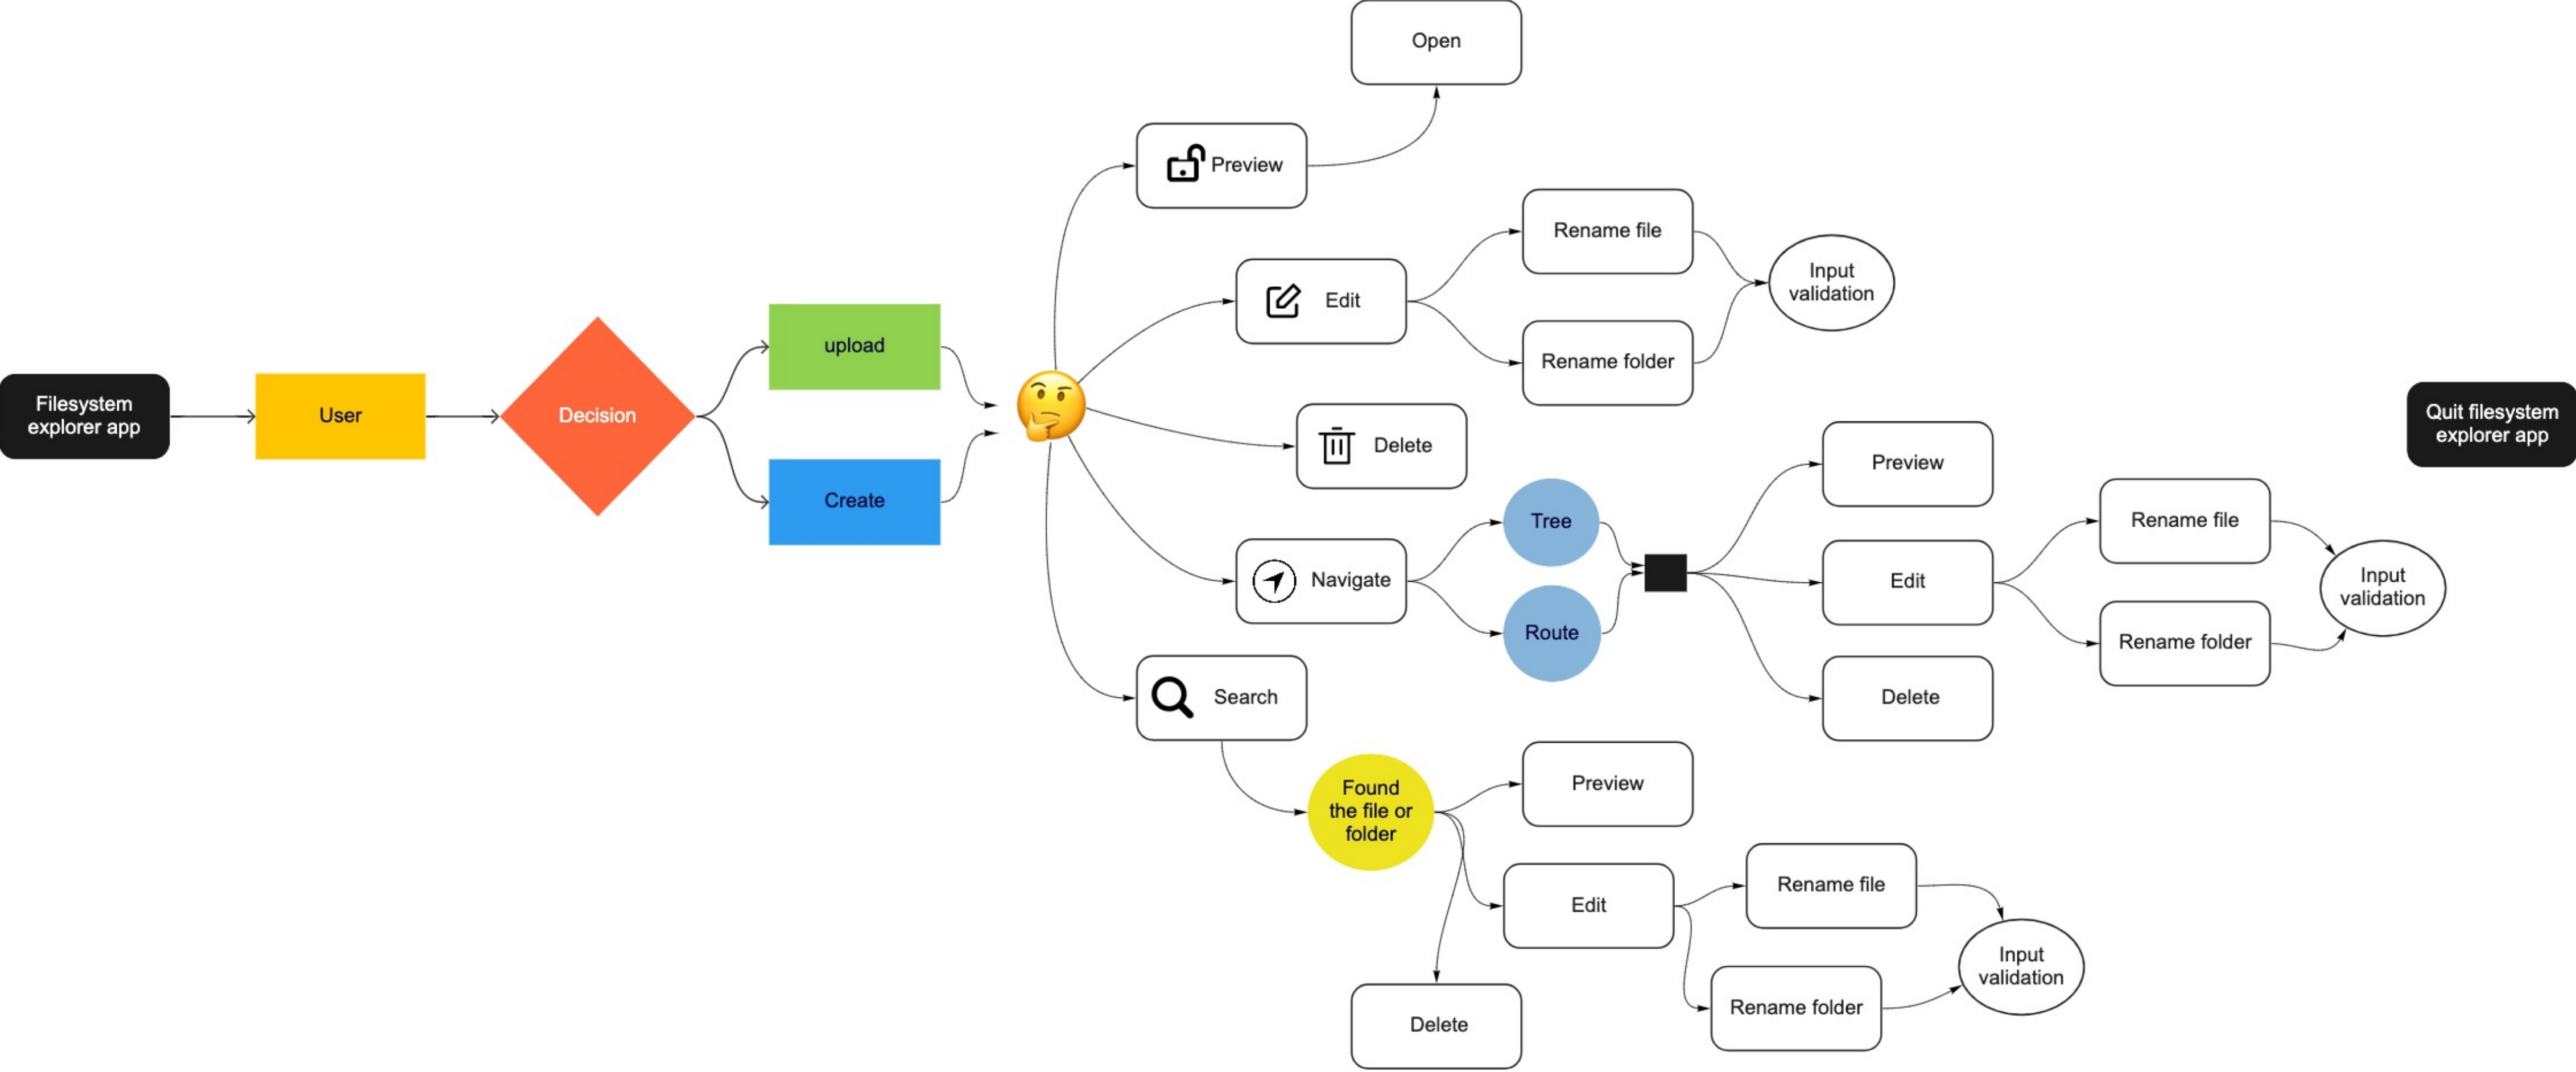 Filesystem
explorer app
User
Decision
upload
Create
Open
Preview
Edit
Rename file
Rename folder
Input
validation
Delete
Navigate
Tree
Route
Preview
Edit
Delete
Rename file
Rename folder
Input
validation
Quit filesystem
explorer app
Search
Found
the file or
folder
Preview
Edit
Rename file
Rename folder
Input
validation
Delete